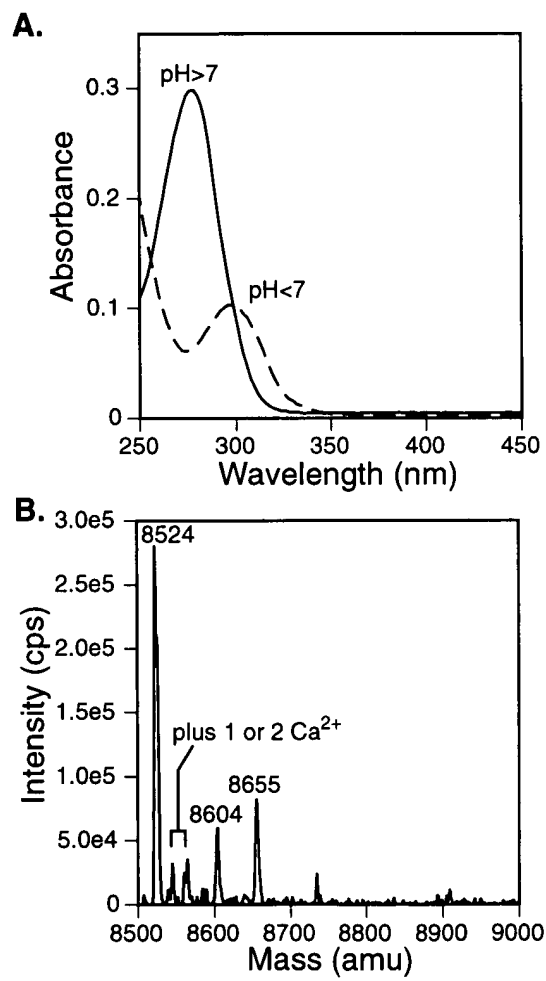 A.
pH>7
0.3
0.2
pH<7
0.1
0
Absorbance
250 300 350 400 450
Wavelength (nm)
B.
3.0e5
8524
2.5e5
2.0e5
1.5e5
plus 1 or 2 Ca²⁺
1.0e5
8655
8604
5.0e4
0
Intensity (cps)
8500 8600 8700 8800 8900 9000
Mass (amu)